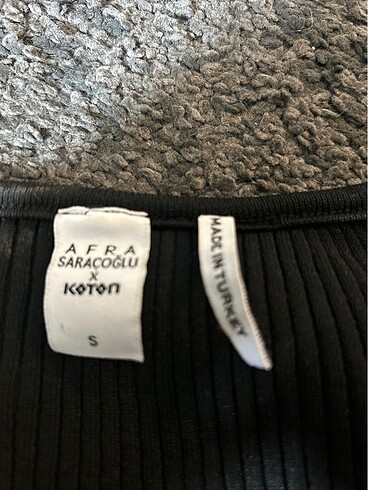 AFRA
SARAÇOĞLU
X
KOTON
S
MADE IN TURKEY